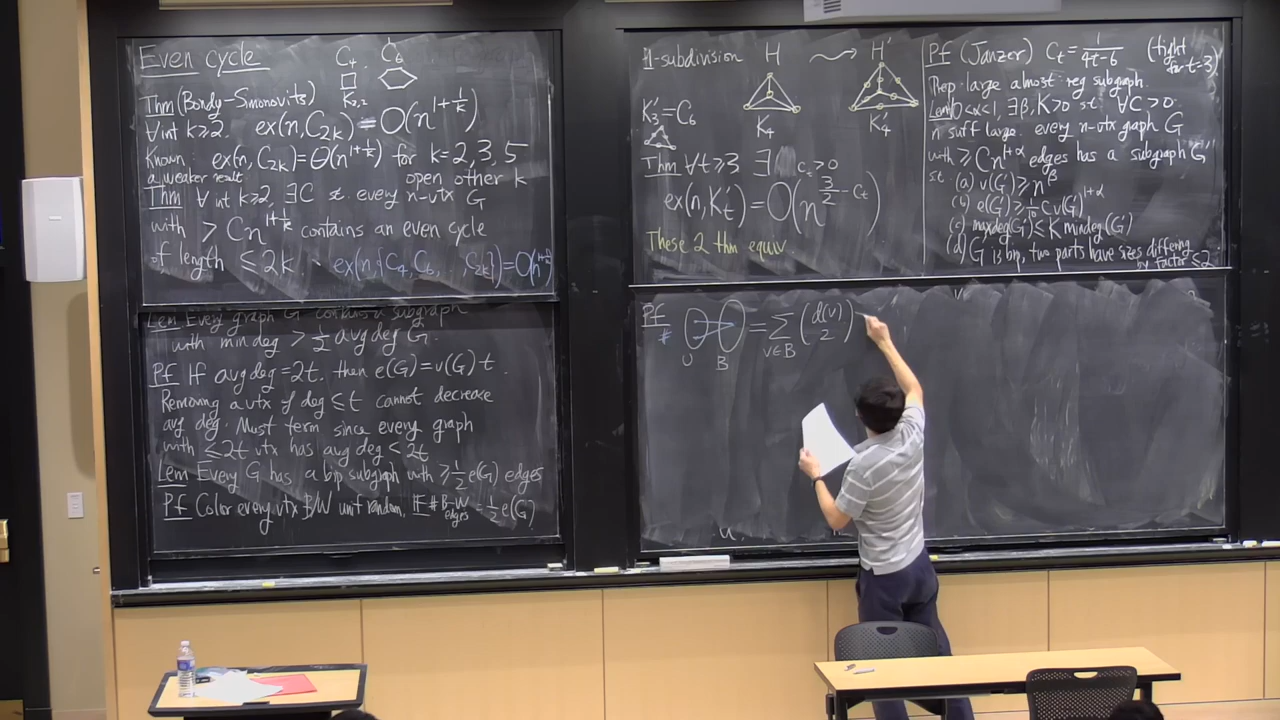 Even cycle
C₄ C₆
K₂,₂
Thm (Bondy-Simonovits)
∀ int k≥2. ex(n,C₂ₖ) = O(n^{1+1/k})
Known ex(n,C₂ₖ)=Θ(n^{1+1/k}) for k=2,3,5
a weaker result open other k
Thm ∀ int k≥2, ∃C st. every n-vtx G
with > Cn^{1+1/k} contains an even cycle
of length ≤2k. ex(n,{C₄,C₆, C₂ₖ})=O(n^{1+1/k})
Lem Every graph G contains a subgraph
with min deg > 1/2 avg deg G.
Pf If avg deg = 2t. then e(G)=v(G)t.
Removing a vtx of deg ≤t cannot decrease
avg deg. Must term since every graph
with ≤2t vtx has avg deg < 2t
Lem Every G has a bip subgraph with ≥ 1/2 e(G) edges
Pf Color every vtx B/W unif random. 𝔼 # B-W edges = 1/2 e(G)
1-subdivision H ⇝ H'
K₃' = C₆
K₄ K₄'
Thm ∀t≥3 ∃ cₜ>0
ex(n,Kₜ')=O(n^{3/2 - cₜ})
These 2 thm equiv.
Pf (Janzer) Cₜ = 1/(4t-6) (tight for t=3)
Prep large almost reg subgraph.
Lem 0<α<1, ∃β,K>0 st. ∀C>0
n suff large. every n-vtx graph G
with ≥ Cn^{1+α} edges has a subgraph G'
st. (a) v(G')≥n^β
(b) e(G')≥ 1/10 C v(G')^{1+α}
(c) maxdeg(G')≤K mindeg(G')
(d) G' is bip, two parts have sizes differing by factor ≤2
Pf
# = Σ_{v∈B} (d(v) 2)
U B